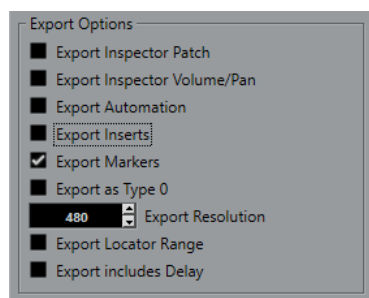 Export Options
Export Inspector Patch
Export Inspector Volume/Pan
Export Automation
Export Inserts
Export Markers
Export as Type 0
480 Export Resolution
Export Locator Range
Export includes Delay